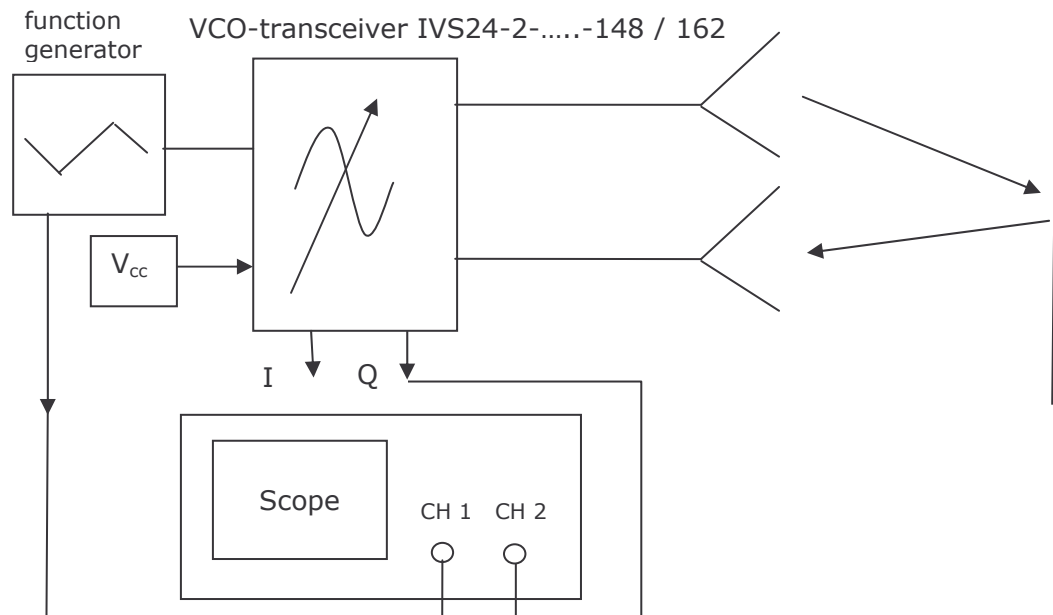 function
generator
VCO-transceiver IVS24-2-…..-148 / 162
Vcc
I
Q
Scope
CH 1
CH 2